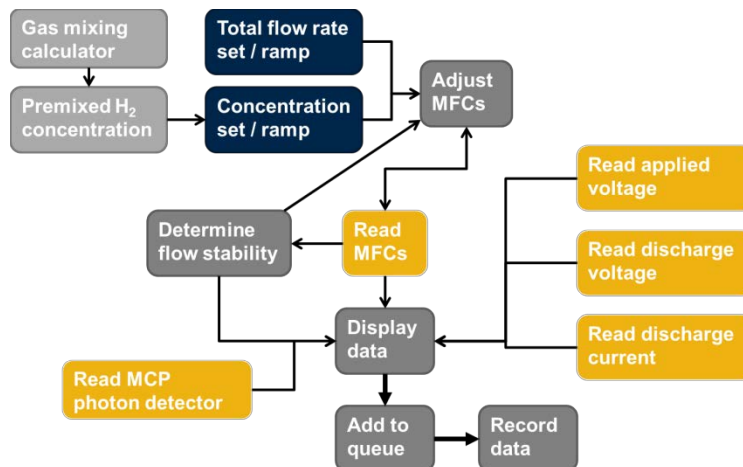 Gas mixing
calculator
Total flow rate
set / ramp
Adjust
MFCs
Premixed H₂
concentration
Concentration
set / ramp
Read applied
voltage
Determine
flow stability
Read
MFCs
Read discharge
voltage
Display
data
Read discharge
current
Read MCP
photon detector
Add to
queue
Record
data